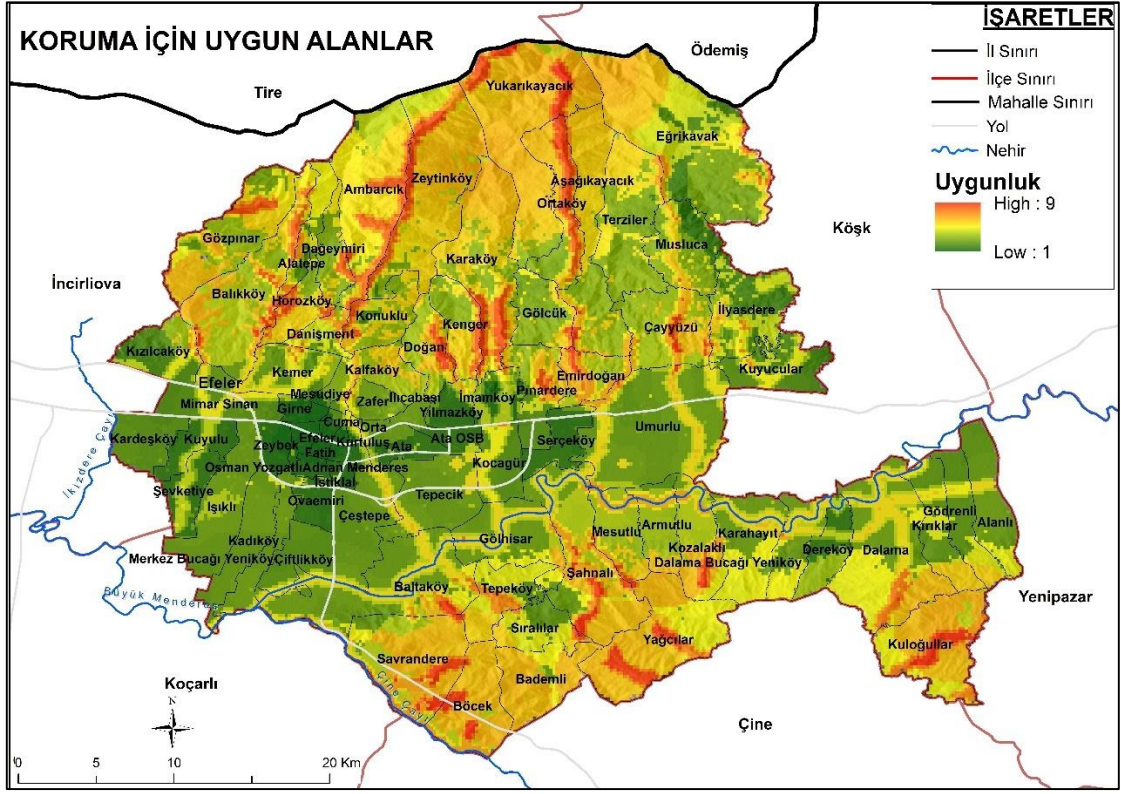 KORUMA İÇİN UYGUN ALANLAR
İŞARETLER
İl Sınırı
İlçe Sınırı
Mahalle Sınırı
Yol
Nehir
Uygunluk
High : 9
Low : 1
Tire
Ödemiş
Köşk
İncirliova
Yenipazar
Koçarlı
Çine
Yukarıkayacık
Eğrikavak
Ambarcık
Zeytinköy
Aşağıkayacık
Ortaköy
Terziler
Gözpınar
Dağeymiri
Alatepe
Musluca
Karaköy
Balıkköy
Horozköy
Konuklu
Gölcük
İlyasdere
Danişment
Kenger
Çayyüzü
Doğan
Kızılcaköy
Kemer
Kalfaköy
Emirdoğan
Kuyucular
Efeler
Mesudiye
Pınardere
Mimar Sinan
Girne
Zafer
Ilıcabaşı
İmamköy
Yılmazköy
Cuma
Orta
Umurlu
Kardeşköy
Kuyulu
Zeybek
Efeler
Kurtuluş
Ata
Ata OSB
Serçeköy
Fatih
Osman Yozgatlı
Adnan Menderes
Kocagür
İstiklal
Şevketiye
Işıklı
Ovaemiri
Tepecik
Çeştepe
Gödrenli
Kırıklar
Alanlı
Mesutlu
Armutlu
Karahayıt
Kadıköy
Gölhisar
Kozalaklı
Dereköy
Dalama
Merkez Bucağı Yeniköy
Çiftlikköy
Dalama Bucağı Yeniköy
Şahnalı
Baltaköy
Tepeköy
Sıralılar
Yağcılar
Kuloğullar
Savrandere
Bademli
Böcek
İkizdere Çayı
Büyük Menderes
Çine Çayı
N
0 5 10 20 Km